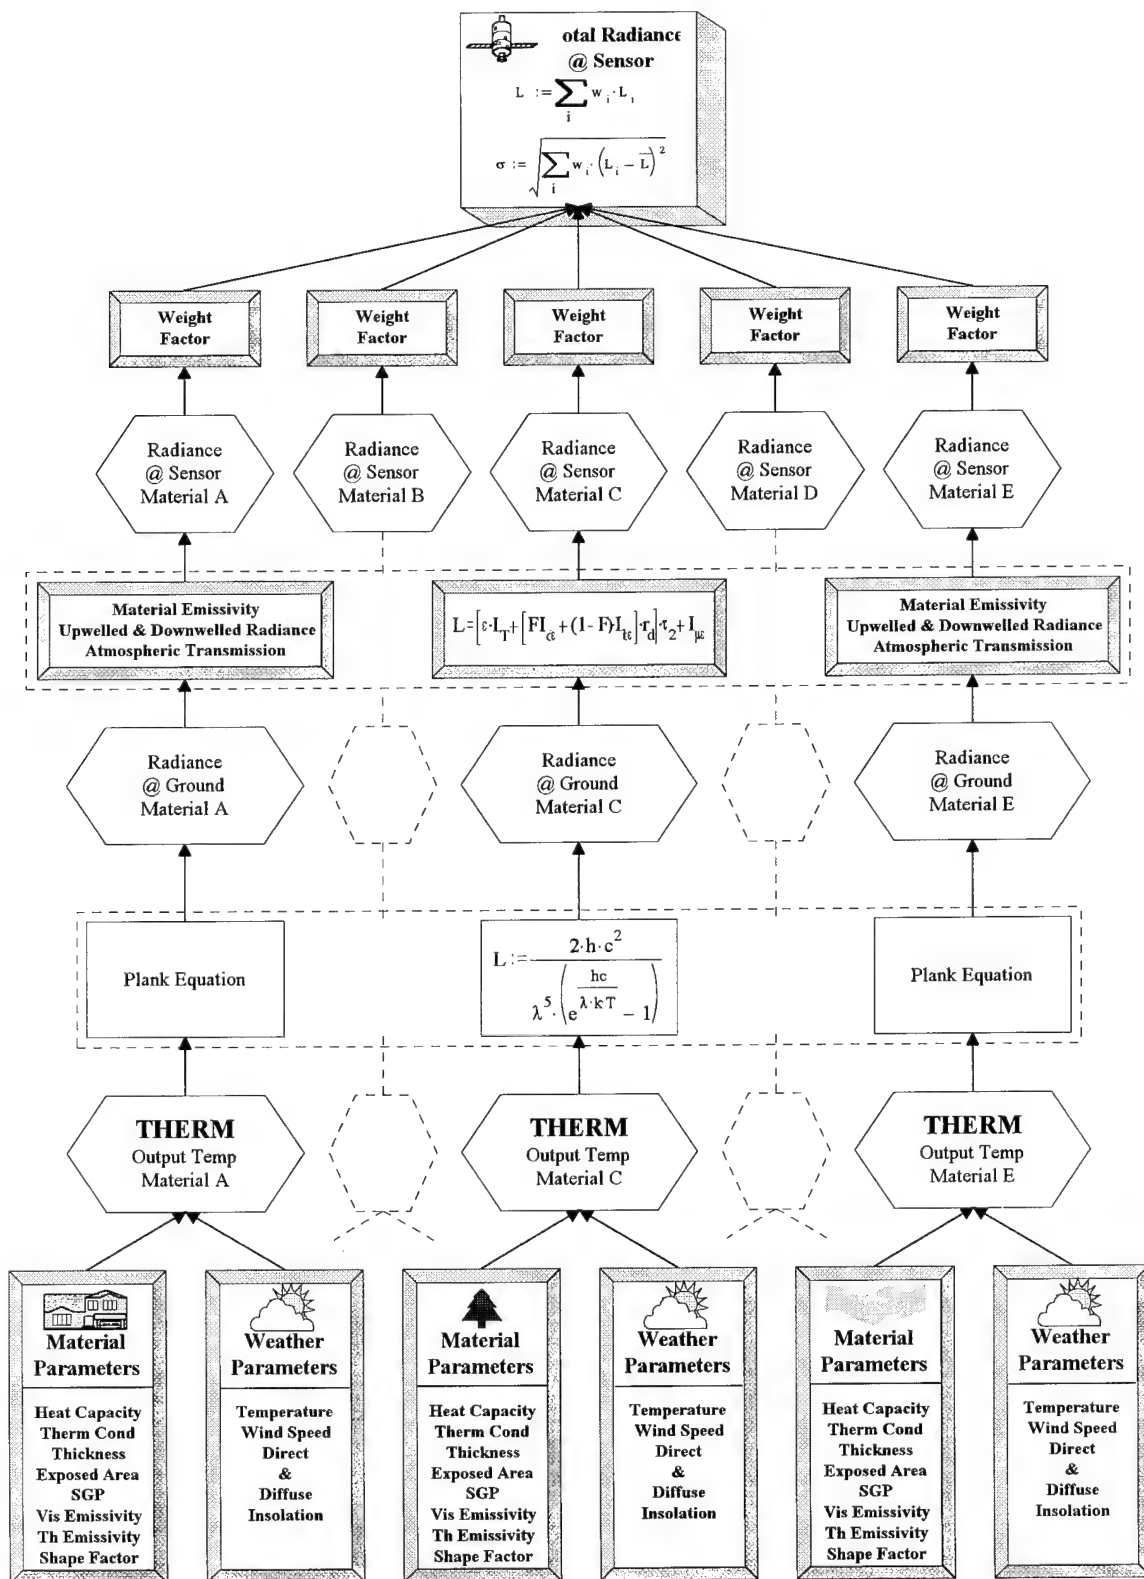 otal Radiance
@ Sensor
L := ∑ i w i · L i
σ := √ ∑ i w i · (L i − L̄) 2
Weight
Factor
Weight
Factor
Weight
Factor
Weight
Factor
Weight
Factor
Radiance
@ Sensor
Material A
Radiance
@ Sensor
Material B
Radiance
@ Sensor
Material C
Radiance
@ Sensor
Material D
Radiance
@ Sensor
Material E
Material Emissivity
Upwelled & Downwelled Radiance
Atmospheric Transmission
L = [ε·I_T + [FI_cε + (1- F)·I_tε]·r_d]·τ_2 + I_με
Material Emissivity
Upwelled & Downwelled Radiance
Atmospheric Transmission
Radiance
@ Ground
Material A
Radiance
@ Ground
Material C
Radiance
@ Ground
Material E
Plank Equation
L := 2·h·c^2 / λ^5·(e^(hc / λ·kT) − 1)
Plank Equation
THERM
Output Temp
Material A
THERM
Output Temp
Material C
THERM
Output Temp
Material E
Material
Parameters
Heat Capacity
Therm Cond
Thickness
Exposed Area
SGP
Vis Emissivity
Th Emissivity
Shape Factor
Weather
Parameters
Temperature
Wind Speed
Direct
&
Diffuse
Insolation
Material
Parameters
Heat Capacity
Therm Cond
Thickness
Exposed Area
SGP
Vis Emissivity
Th Emissivity
Shape Factor
Weather
Parameters
Temperature
Wind Speed
Direct
&
Diffuse
Insolation
Material
Parameters
Heat Capacity
Therm Cond
Thickness
Exposed Area
SGP
Vis Emissivity
Th Emissivity
Shape Factor
Weather
Parameters
Temperature
Wind Speed
Direct
&
Diffuse
Insolation